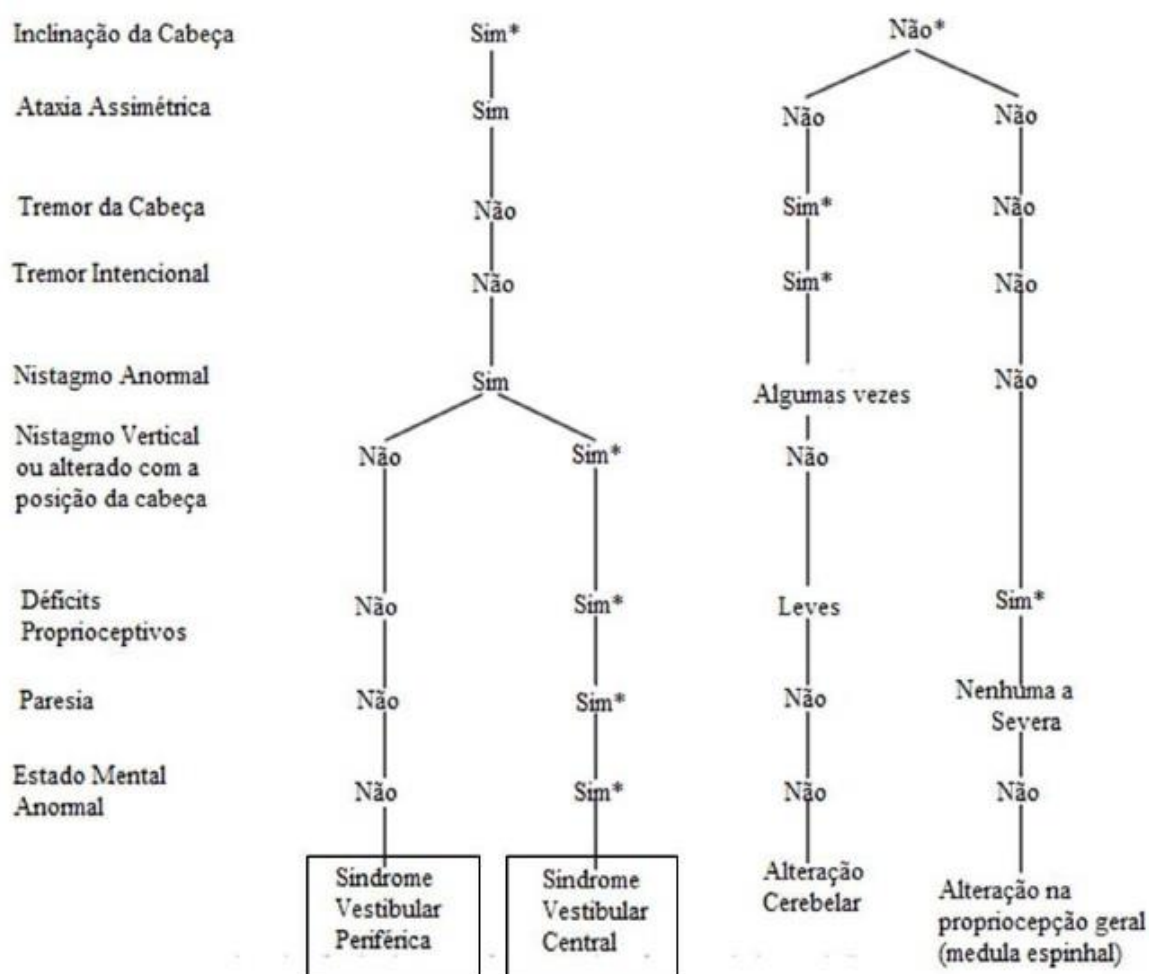 Inclinação da Cabeça Sim* Não*
Ataxia Assimétrica Sim Não Não
Tremor da Cabeça Não Sim* Não
Tremor Intencional Não Sim* Não
Nistagmo Anormal Sim Algumas vezes Não
Nistagmo Vertical
ou alterado com a
posição da cabeça
Não Sim* Não
Déficits
Proprioceptivos
Não Sim* Leves Sim*
Paresia Não Sim* Não
Nenhuma a
Severa
Estado Mental
Anormal
Não Sim* Não Não
Sindrome
Vestibular
Periférica
Sindrome
Vestibular
Central
Alteração
Cerebelar
Alteração na
propriocepção geral
(medula espinhal)